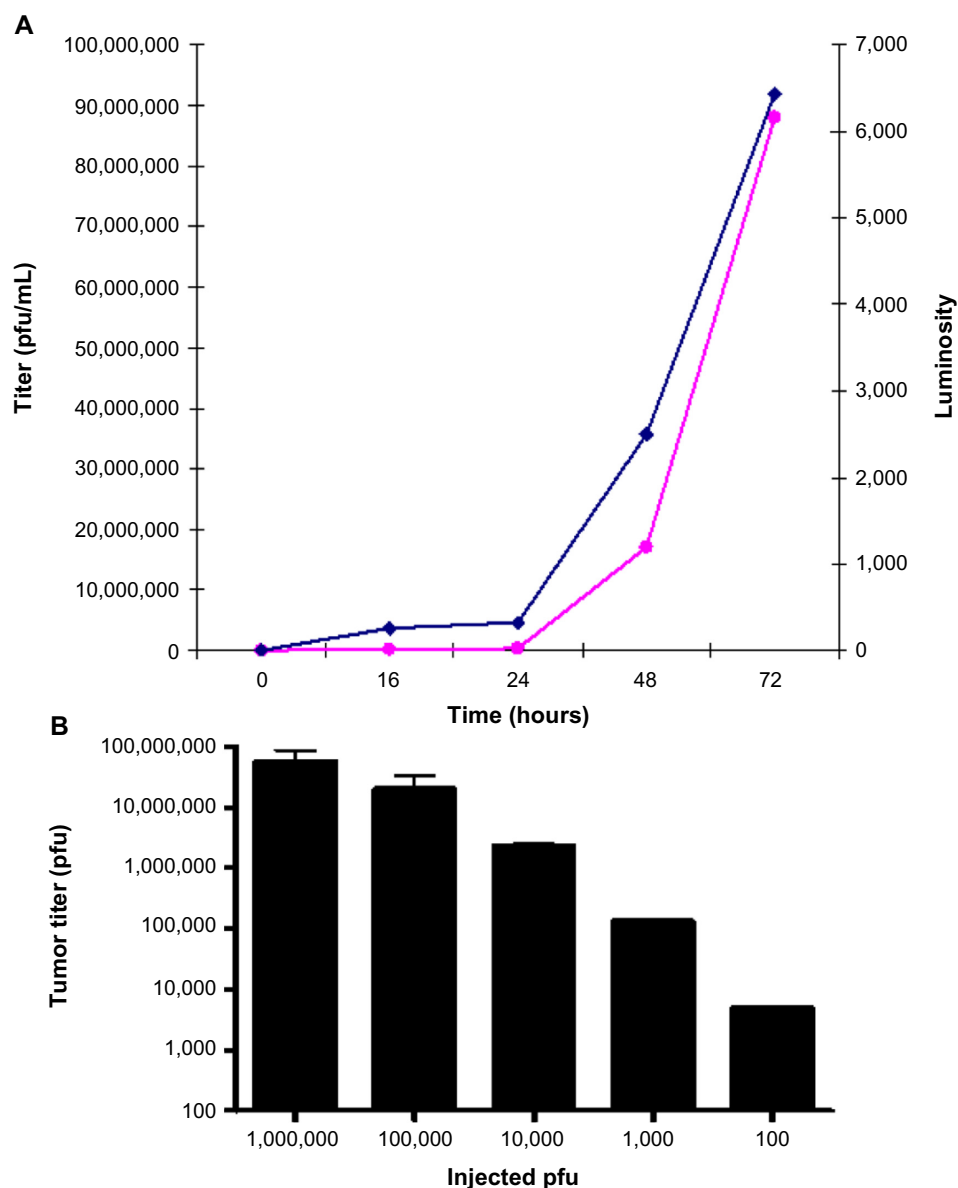 A
100,000,000
90,000,000
80,000,000
70,000,000
60,000,000
50,000,000
40,000,000
30,000,000
20,000,000
10,000,000
0
Titer (pfu/mL)
7,000
6,000
5,000
4,000
3,000
2,000
1,000
0
Luminosity
0 16 24 48 72
Time (hours)
B
100,000,000
10,000,000
1,000,000
100,000
10,000
1,000
100
Tumor titer (pfu)
1,000,000 100,000 10,000 1,000 100
Injected pfu